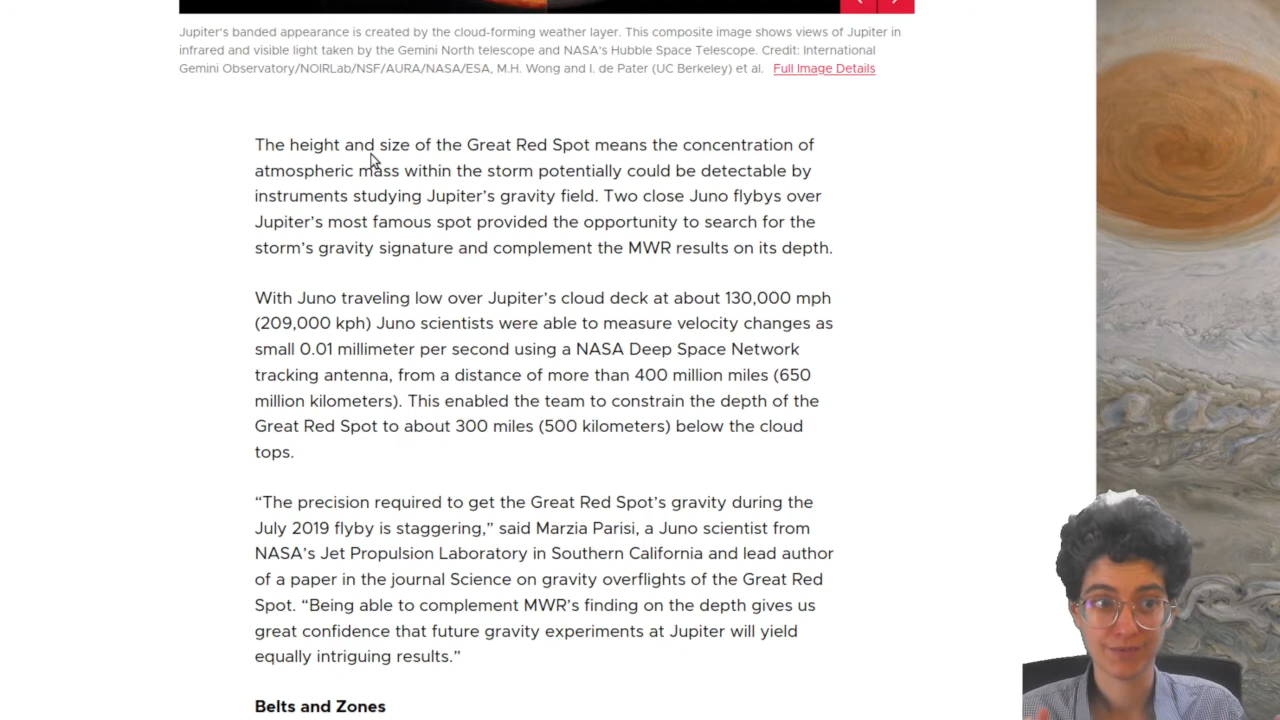 Jupiter's banded appearance is created by the cloud-forming weather layer. This composite image shows views of Jupiter in
infrared and visible light taken by the Gemini North telescope and NASA's Hubble Space Telescope. Credit: International
Gemini Observatory/NOIRLab/NSF/AURA/NASA/ESA, M.H. Wong and I. de Pater (UC Berkeley) et al. Full Image Details
The height and size of the Great Red Spot means the concentration of
atmospheric mass within the storm potentially could be detectable by
instruments studying Jupiter’s gravity field. Two close Juno flybys over
Jupiter’s most famous spot provided the opportunity to search for the
storm’s gravity signature and complement the MWR results on its depth.
With Juno traveling low over Jupiter’s cloud deck at about 130,000 mph
(209,000 kph) Juno scientists were able to measure velocity changes as
small 0.01 millimeter per second using a NASA Deep Space Network
tracking antenna, from a distance of more than 400 million miles (650
million kilometers). This enabled the team to constrain the depth of the
Great Red Spot to about 300 miles (500 kilometers) below the cloud
tops.
“The precision required to get the Great Red Spot’s gravity during the
July 2019 flyby is staggering,” said Marzia Parisi, a Juno scientist from
NASA’s Jet Propulsion Laboratory in Southern California and lead author
of a paper in the journal Science on gravity overflights of the Great Red
Spot. “Being able to complement MWR’s finding on the depth gives us
great confidence that future gravity experiments at Jupiter will yield
equally intriguing results.”
Belts and Zones